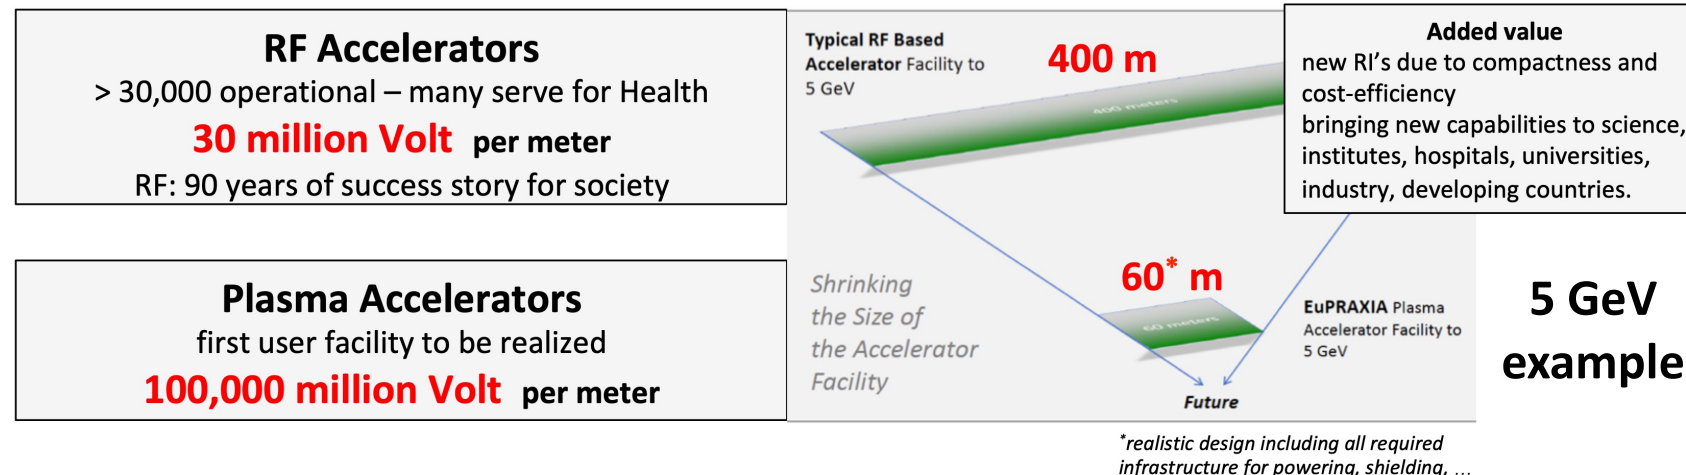 RF Accelerators
> 30,000 operational – many serve for Health
30 million Volt per meter
RF: 90 years of success story for society
Plasma Accelerators
first user facility to be realized
100,000 million Volt per meter
Typical RF Based
Accelerator Facility to
5 GeV
400 m
400 meters
Added value
new RI's due to compactness and
cost-efficiency
bringing new capabilities to science,
institutes, hospitals, universities,
industry, developing countries.
Shrinking
the Size of
the Accelerator
Facility
60* m
60 meters
EuPRAXIA Plasma
Accelerator Facility to
5 GeV
Future
5 GeV
example
*realistic design including all required
infrastructure for powering, shielding, …